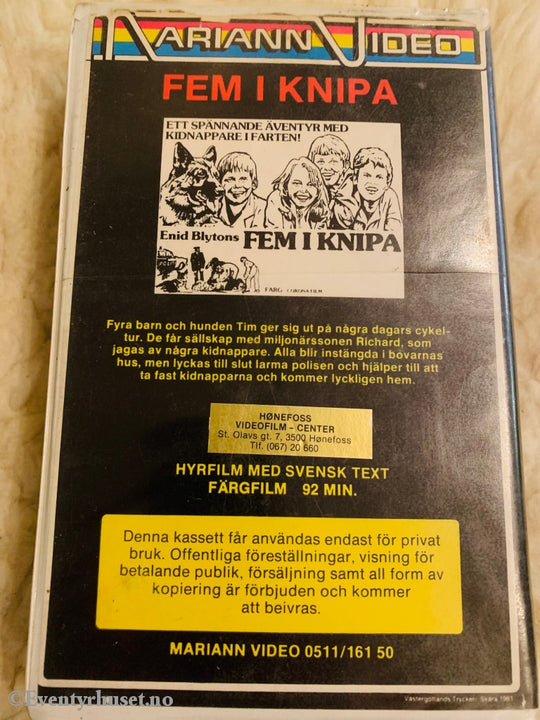 MARIANN VIDEO
FEM I KNIPA
ETT SPÄNNANDE ÄVENTYR MED
KIDNAPPARE I FARTEN!
Enid Blytons FEM I KNIPA
FÄRG CORONAFILM
Fyra barn och hunden Tim ger sig ut på några dagars cykel-
tur. De får sällskap med miljonärssonen Richard, som
jagas av några kidnappare. Alla blir instängda i bovarnas
hus, men lyckas till slut larma polisen och hjälper till att
ta fast kidnapparna och kommer lyckligen hem.
HØNEFOSS
VIDEOFILM - CENTER
St. Olavs gt. 7, 3500 Hønefoss
Tlf. (067) 20 660
HYRFILM MED SVENSK TEXT
FÄRGFILM 92 MIN.
Denna kassett får användas endast för privat
bruk. Offentliga föreställningar, visning för
betalande publik, försäljning samt all form av
kopiering är förbjuden och kommer
att beivras.
MARIANN VIDEO 0511/161 50
Västergötlands Tryckeri, Skara 1981
©Eventyrhuset.no